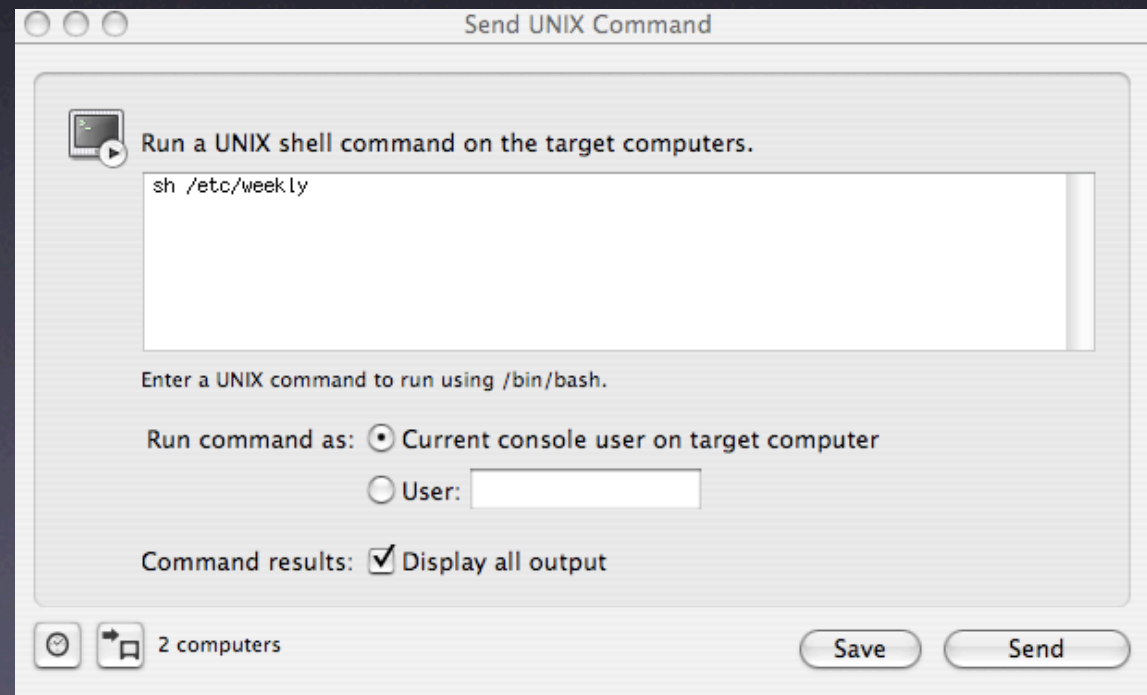 Send UNIX Command
Run a UNIX shell command on the target computers.
sh /etc/weekly
Enter a UNIX command to run using /bin/bash.
Run command as: Current console user on target computer
User:
Command results: Display all output
2 computers
Save
Send